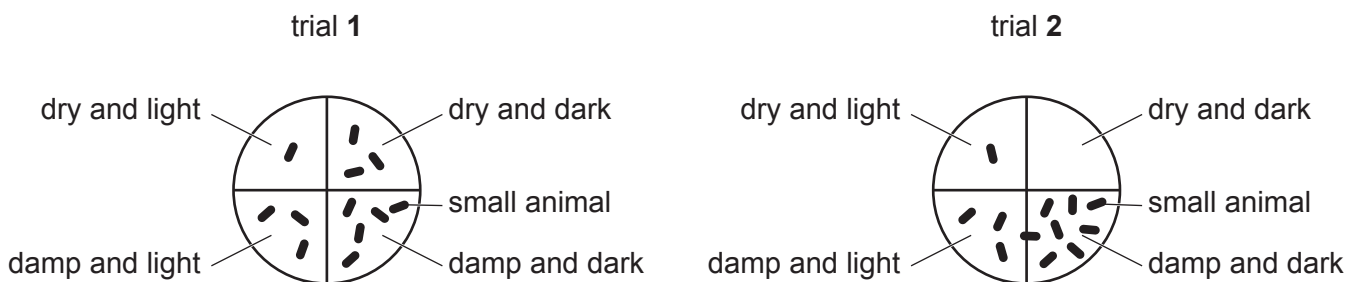 trial 1
dry and light
dry and dark
small animal
damp and light
damp and dark
trial 2
dry and light
dry and dark
small animal
damp and light
damp and dark